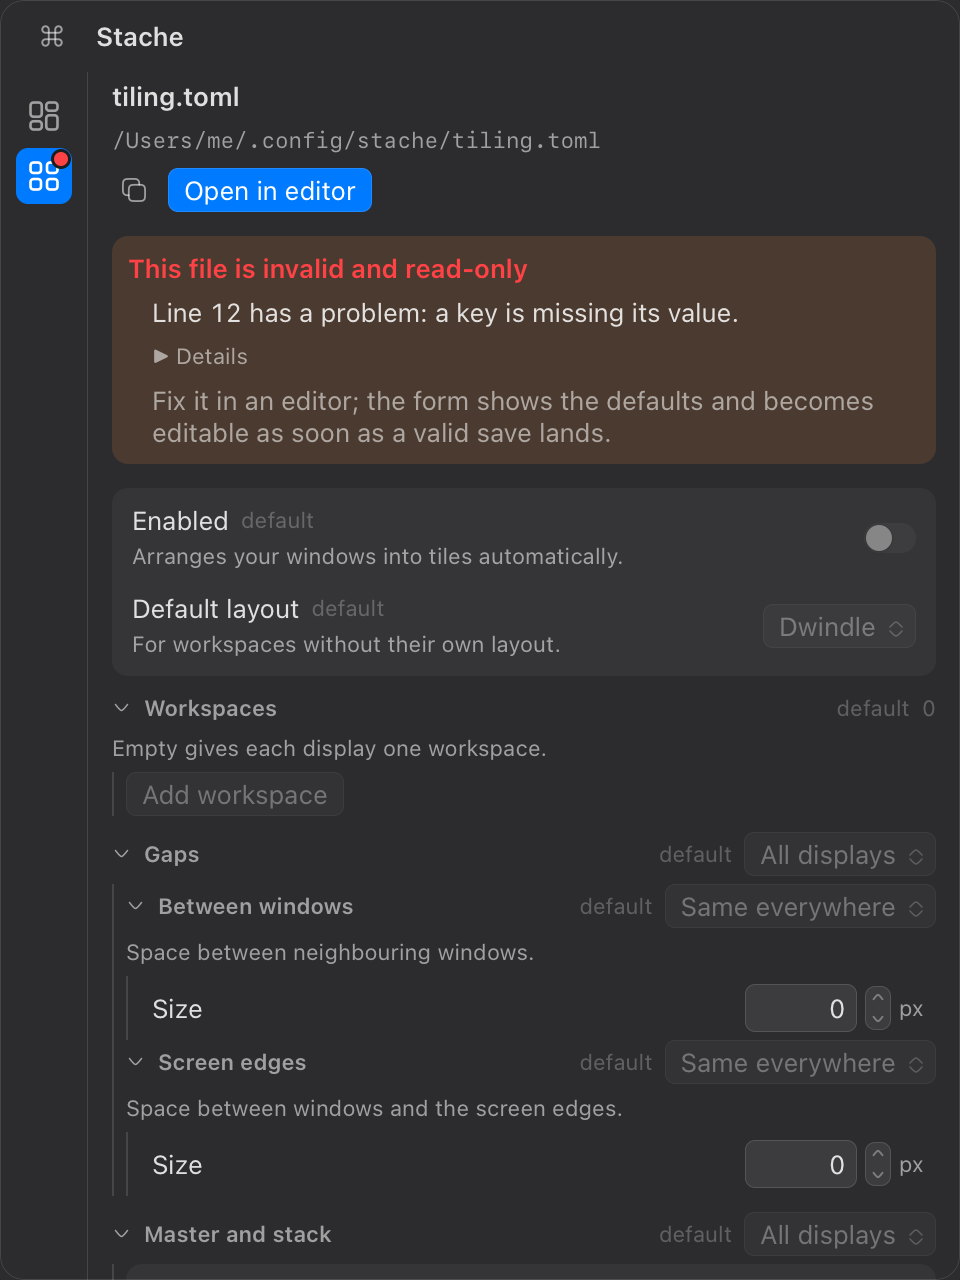 Stache
tiling.toml
/Users/me/.config/stache/tiling.toml
Open in editor
This file is invalid and read-only
Line 12 has a problem: a key is missing its value.
Details
Fix it in an editor; the form shows the defaults and becomes
editable as soon as a valid save lands.
Enabled default
Arranges your windows into tiles automatically.
Default layout default
Dwindle
For workspaces without their own layout.
Workspaces default 0
Empty gives each display one workspace.
Add workspace
Gaps default All displays
Between windows default Same everywhere
Space between neighbouring windows.
Size 0 px
Screen edges default Same everywhere
Space between windows and the screen edges.
Size 0 px
Master and stack default All displays